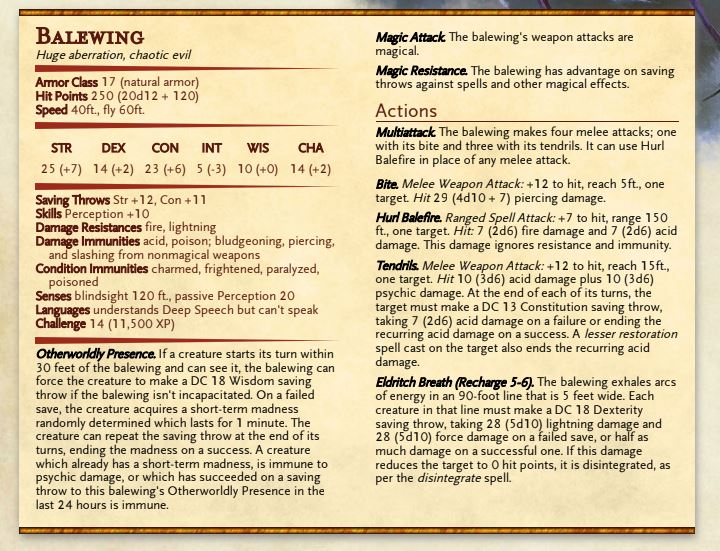 BALEWING
Huge aberration, chaotic evil
Armor Class 17 (natural armor)
Hit Points 250 (20d12 + 120)
Speed 40ft., fly 60ft.
STR DEX CON INT WIS CHA
25 (+7) 14 (+2) 23 (+6) 5 (-3) 10 (+0) 14 (+2)
Saving Throws Str +12, Con +11
Skills Perception +10
Damage Resistances fire, lightning
Damage Immunities acid, poison; bludgeoning, piercing,
and slashing from nonmagical weapons
Condition Immunities charmed, frightened, paralyzed,
poisoned
Senses blindsight 120 ft., passive Perception 20
Languages understands Deep Speech but can't speak
Challenge 14 (11,500 XP)
Otherworldly Presence. If a creature starts its turn within
30 feet of the balewing and can see it, the balewing can
force the creature to make a DC 18 Wisdom saving
throw if the balewing isn't incapacitated. On a failed
save, the creature acquires a short-term madness
randomly determined which lasts for 1 minute. The
creature can repeat the saving throw at the end of its
turns, ending the madness on a success. A creature
which already has a short-term madness, is immune to
psychic damage, or which has succeeded on a saving
throw to this balewing's Otherworldly Presence in the
last 24 hours is immune.
Magic Attack. The balewing's weapon attacks are
magical.
Magic Resistance. The balewing has advantage on saving
throws against spells and other magical effects.
Actions
Multiattack. The balewing makes four melee attacks; one
with its bite and three with its tendrils. It can use Hurl
Balefire in place of any melee attack.
Bite. Melee Weapon Attack: +12 to hit, reach 5ft., one
target. Hit 29 (4d10 + 7) piercing damage.
Hurl Balefire. Ranged Spell Attack: +7 to hit, range 150
ft., one target. Hit: 7 (2d6) fire damage and 7 (2d6) acid
damage. This damage ignores resistance and immunity.
Tendrils. Melee Weapon Attack: +12 to hit, reach 15ft.,
one target. Hit 10 (3d6) acid damage plus 10 (3d6)
psychic damage. At the end of each of its turns, the
target must make a DC 13 Constitution saving throw,
taking 7 (2d6) acid damage on a failure or ending the
recurring acid damage on a success. A lesser restoration
spell cast on the target also ends the recurring acid
damage.
Eldritch Breath (Recharge 5-6). The balewing exhales arcs
of energy in an 90-foot line that is 5 feet wide. Each
creature in that line must make a DC 18 Dexterity
saving throw, taking 28 (5d10) lightning damage and
28 (5d10) force damage on a failed save, or half as
much damage on a successful one. If this damage
reduces the target to 0 hit points, it is disintegrated, as
per the disintegrate spell.